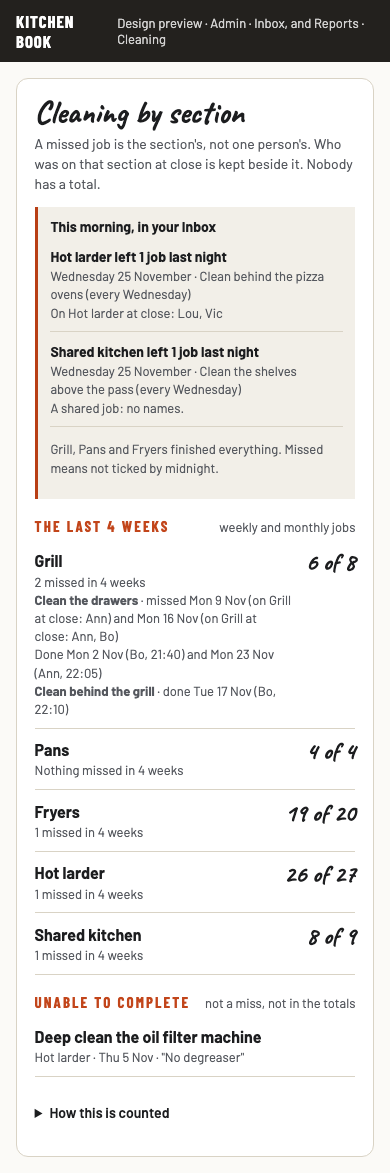 KITCHEN
BOOK
Design preview · Admin · Inbox, and Reports ·
Cleaning
Cleaning by section
A missed job is the section's, not one person's. Who
was on that section at close is kept beside it. Nobody
has a total.
This morning, in your Inbox
Hot larder left 1 job last night
Wednesday 25 November · Clean behind the pizza
ovens (every Wednesday)
On Hot larder at close: Lou, Vic
Shared kitchen left 1 job last night
Wednesday 25 November · Clean the shelves
above the pass (every Wednesday)
A shared job: no names.
Grill, Pans and Fryers finished everything. Missed
means not ticked by midnight.
THE LAST 4 WEEKS weekly and monthly jobs
Grill 6 of 8
2 missed in 4 weeks
Clean the drawers · missed Mon 9 Nov (on Grill
at close: Ann) and Mon 16 Nov (on Grill at
close: Ann, Bo)
Done Mon 2 Nov (Bo, 21:40) and Mon 23 Nov
(Ann, 22:05)
Clean behind the grill · done Tue 17 Nov (Bo,
22:10)
Pans 4 of 4
Nothing missed in 4 weeks
Fryers 19 of 20
1 missed in 4 weeks
Hot larder 26 of 27
1 missed in 4 weeks
Shared kitchen 8 of 9
1 missed in 4 weeks
UNABLE TO COMPLETE not a miss, not in the totals
Deep clean the oil filter machine
Hot larder · Thu 5 Nov · "No degreaser"
▶ How this is counted